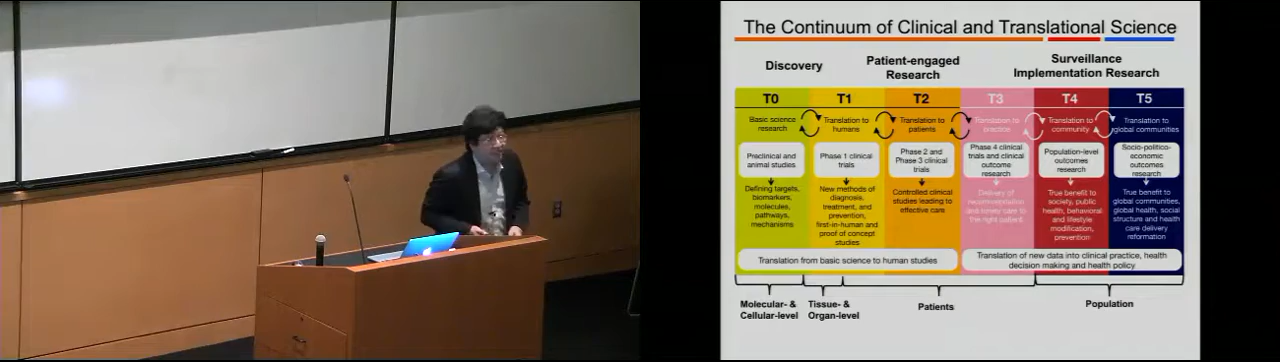 The Continuum of Clinical and Translational Science
Discovery
Patient-engaged
Research
Surveillance
Implementation Research
T0
T1
T2
T3
T4
T5
Basic science
research
Translation to
humans
Translation to
patients
Translation to
practice
Translation to
community
Translation to
global communities
Preclinical and
animal studies
Phase 1 clinical
trials
Phase 2 and
Phase 3 clinical
trials
Phase 4 clinical
trials and clinical
outcome
research
Population-level
outcomes
research
Socio-politico-
economic
outcomes
research
Defining targets,
biomarkers,
molecules,
pathways,
mechanisms
New methods of
diagnosis,
treatment, and
prevention,
first-in-human and
proof of concept
studies
Controlled clinical
studies leading to
effective care
Delivery of
recommended
and timely care to
the right patient
True benefit to
society, public
health, behavioral
and lifestyle
modification,
prevention
True benefit to
global communities,
global health, social
structure and health
care delivery
reformation
Translation from basic science to human studies
Translation of new data into clinical practice, health
decision making and health policy
Molecular- &
Cellular-level
Tissue- &
Organ-level
Patients
Population